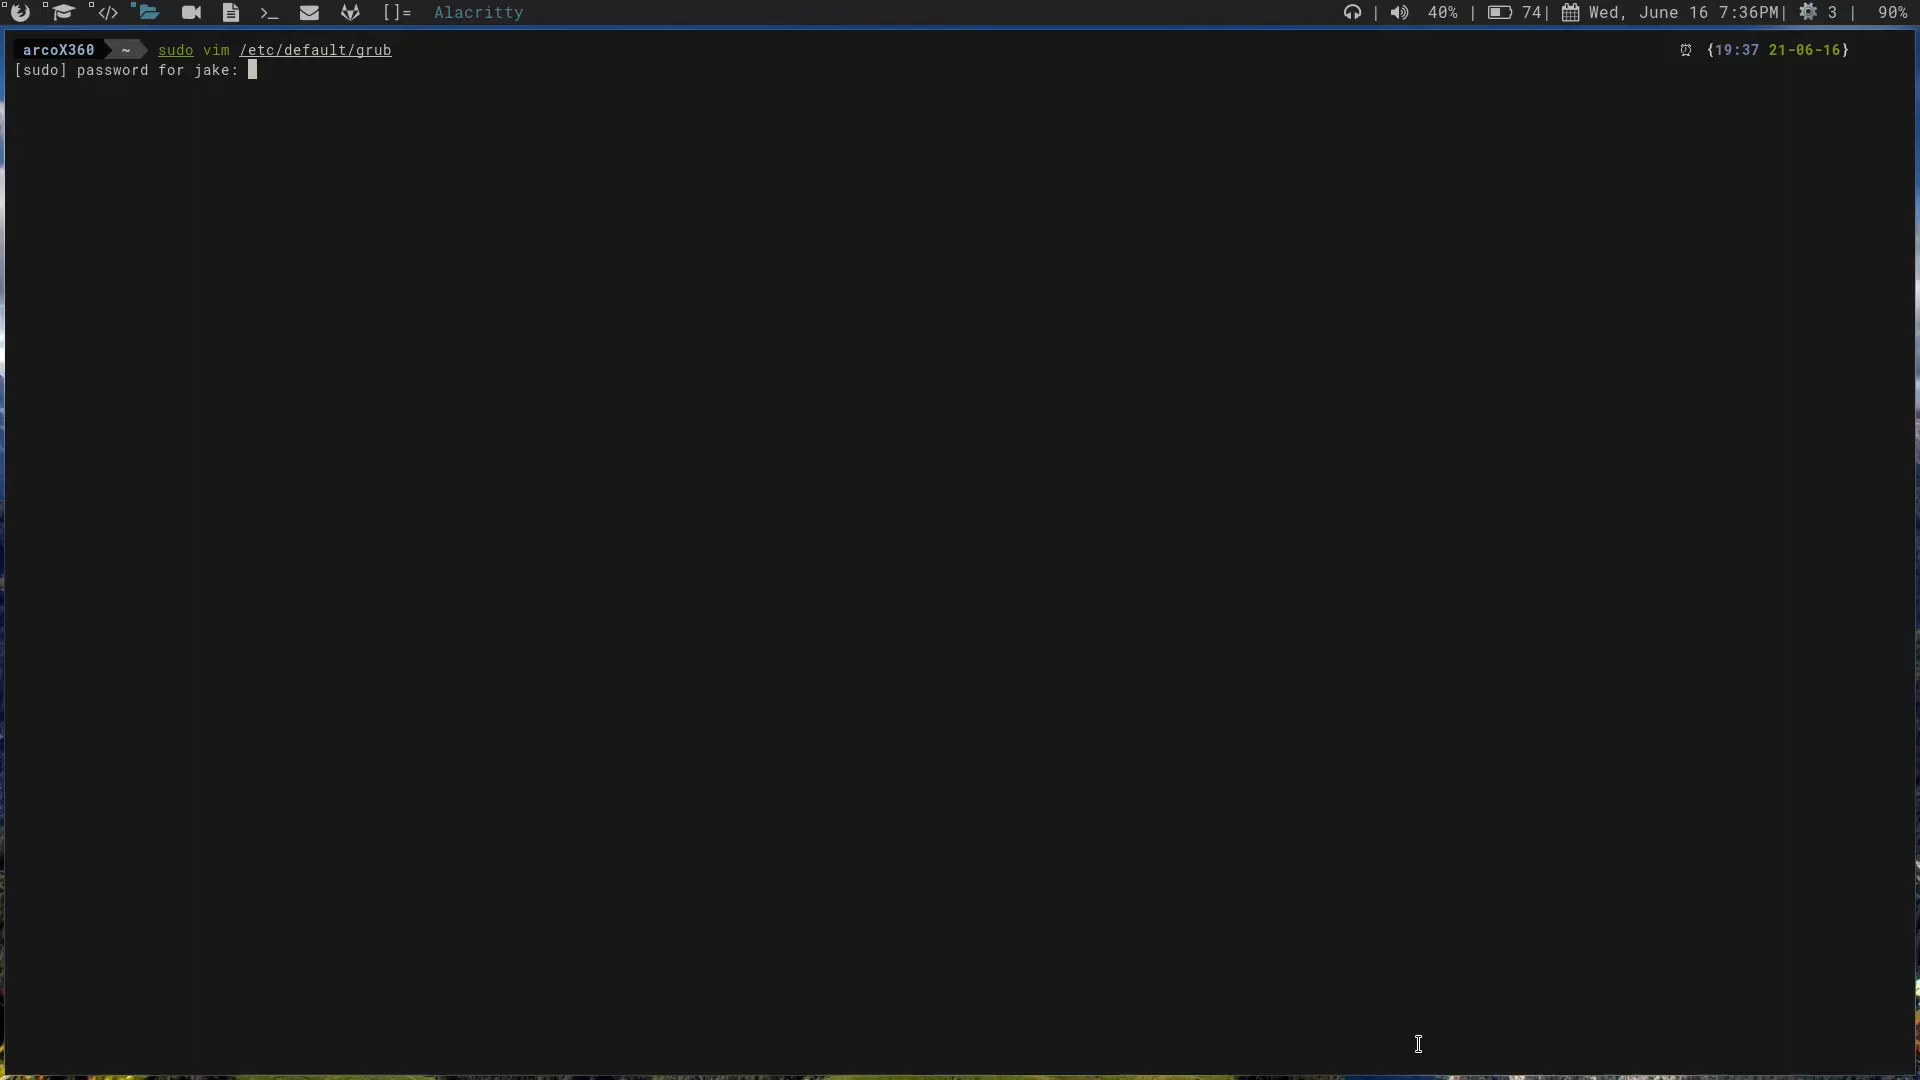 []= Alacritty 40% | 74| Wed, June 16 7:36PM| 3 | 90%
arcoX360 ~ sudo vim /etc/default/grub {19:37 21-06-16}
[sudo] password for jake: